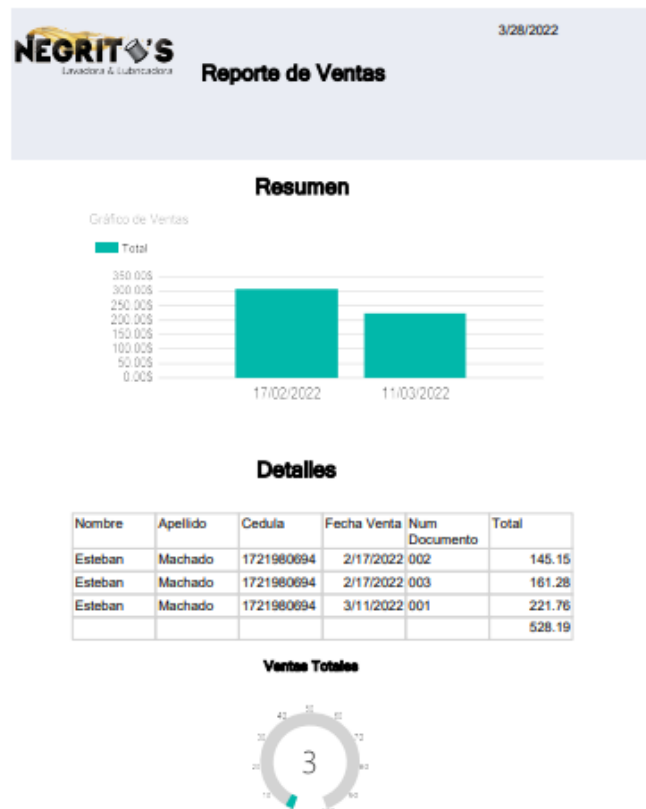 3/28/2022
NEGRITO'S
Lavadora & Lubricadora
Reporte de Ventas
Resumen
Gráfico de Ventas
Total
350.00$
300.00$
250.00$
200.00$
150.00$
100.00$
50.00$
0.00$
17/02/2022 11/03/2022
Detalles
Nombre Apellido Cedula Fecha Venta Num Documento Total
Esteban Machado 1721980694 2/17/2022 002 145.15
Esteban Machado 1721980694 2/17/2022 003 161.28
Esteban Machado 1721980694 3/11/2022 001 221.76
528.19
Ventas Totales
40
3